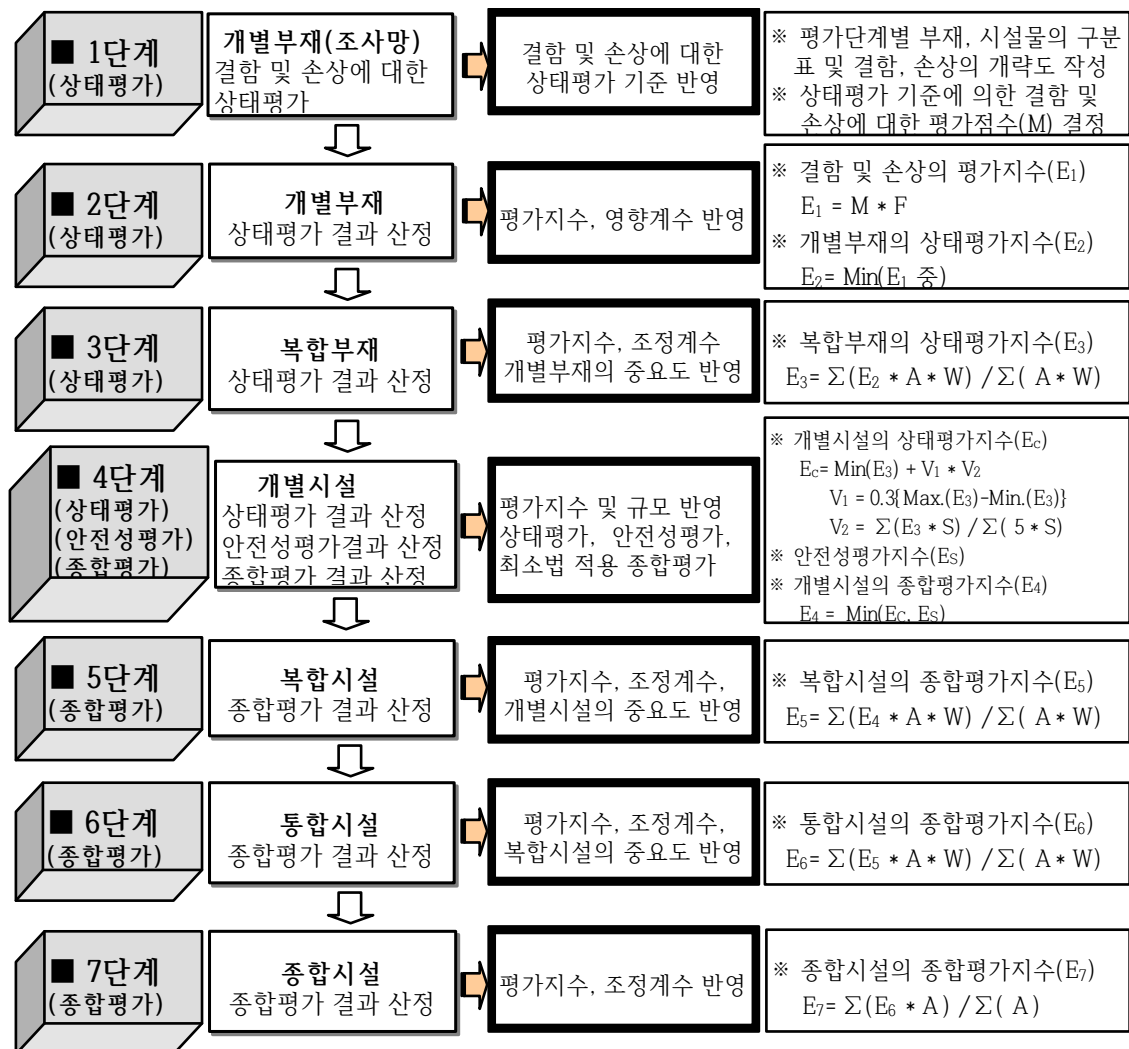 ■ 1단계
(상태평가)
개별부재(조사망)
결함 및 손상에 대한
상태평가
결함 및 손상에 대한
상태평가 기준 반영
※ 평가단계별 부재, 시설물의 구분
표 및 결함, 손상의 개략도 작성
※ 상태평가 기준에 의한 결함 및
손상에 대한 평가점수(M) 결정
■ 2단계
(상태평가)
개별부재
상태평가 결과 산정
평가지수, 영향계수 반영
※ 결함 및 손상의 평가지수(E₁)
E₁ = M * F
※ 개별부재의 상태평가지수(E₂)
E₂= Min(E₁ 중)
■ 3단계
(상태평가)
복합부재
상태평가 결과 산정
평가지수, 조정계수
개별부재의 중요도 반영
※ 복합부재의 상태평가지수(E₃)
E₃= Σ(E₂ * A * W) / Σ( A * W)
■ 4단계
(상태평가)
(안전성평가)
(종합평가)
개별시설
상태평가 결과 산정
안전성평가결과 산정
종합평가 결과 산정
평가지수 및 규모 반영
상태평가, 안전성평가,
최소법 적용 종합평가
※ 개별시설의 상태평가지수(Ec)
Ec= Min(E₃) + V₁ * V₂
V₁ = 0.3{Max.(E₃)-Min.(E₃)}
V₂ = Σ(E₃ * S) / Σ( 5 * S)
※ 안전성평가지수(Es)
※ 개별시설의 종합평가지수(E₄)
E₄ = Min(Ec, Es)
■ 5단계
(종합평가)
복합시설
종합평가 결과 산정
평가지수, 조정계수,
개별시설의 중요도 반영
※ 복합시설의 종합평가지수(E₅)
E₅= Σ(E₄ * A * W) / Σ( A * W)
■ 6단계
(종합평가)
통합시설
종합평가 결과 산정
평가지수, 조정계수,
복합시설의 중요도 반영
※ 통합시설의 종합평가지수(E₆)
E₆= Σ(E₅ * A * W) / Σ( A * W)
■ 7단계
(종합평가)
종합시설
종합평가 결과 산정
평가지수, 조정계수 반영
※ 종합시설의 종합평가지수(E₇)
E₇= Σ(E₆ * A) / Σ( A)